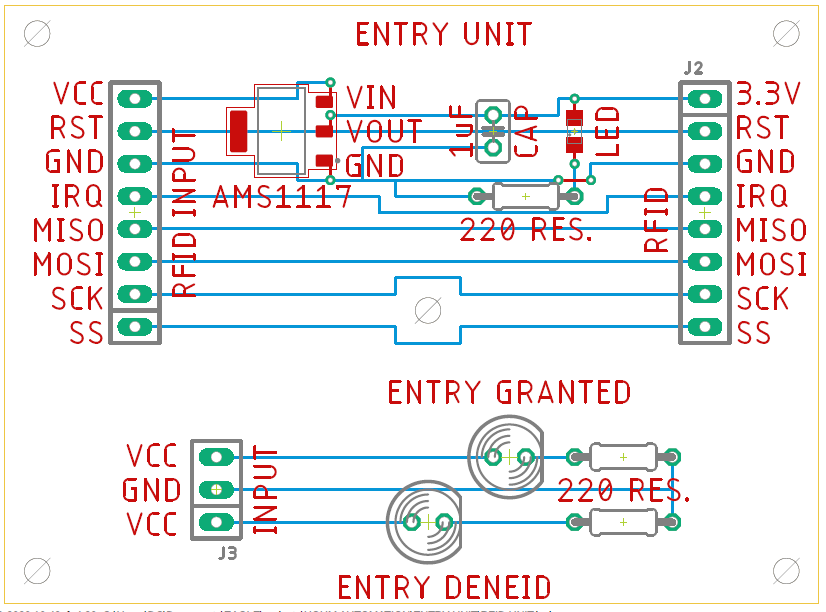 ENTRY UNIT
J2
VCC
VIN
3.3V
RST
VOUT
1uF
CAP
LED
RST
GND
GND
GND
IRQ
RFID INPUT
AMS1117
RFID
IRQ
MISO
220 RES.
MISO
MOSI
MOSI
SCK
SCK
SS
SS
ENTRY GRANTED
VCC
GND
INPUT
220 RES.
VCC
J3
ENTRY DENEID